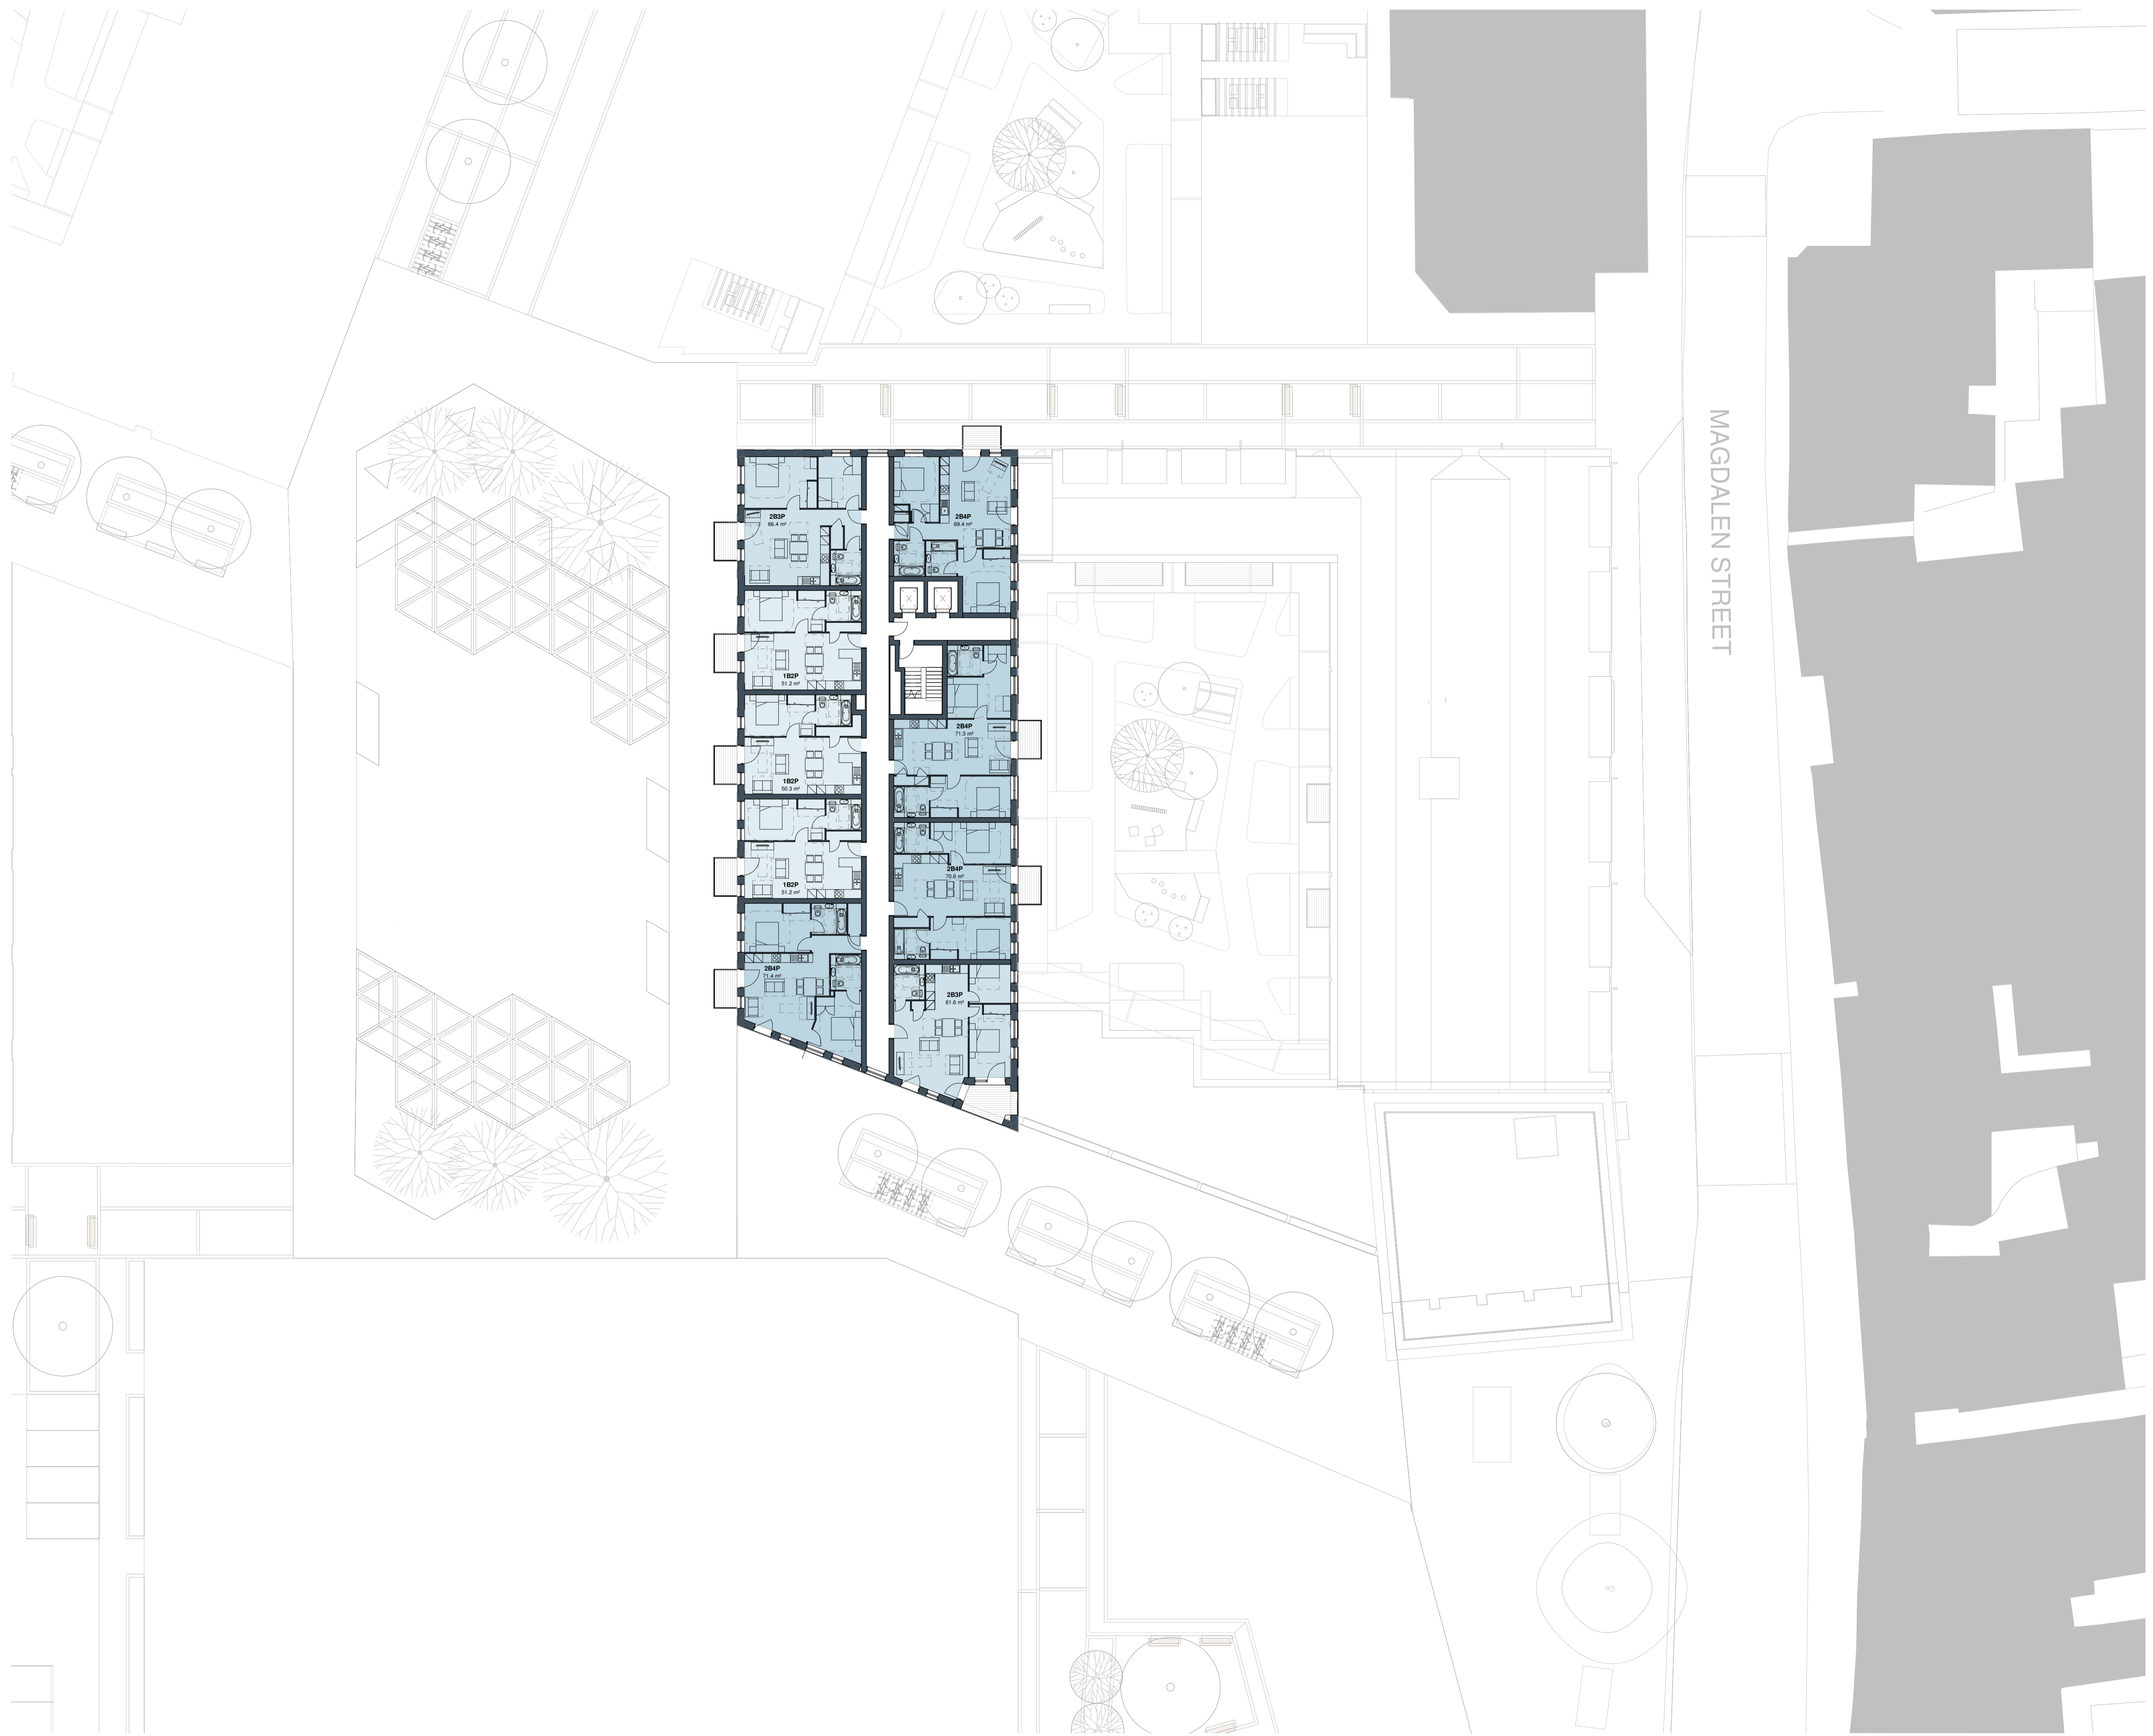 2B3P
66.4 m²
2B4P
69.4 m²
1B2P
51.2 m²
2B4P
71.3 m²
1B2P
50.3 m²
2B4P
70.6 m²
1B2P
51.2 m²
2B4P
71.4 m²
2B3P
61.6 m²
MAGDALEN STREET